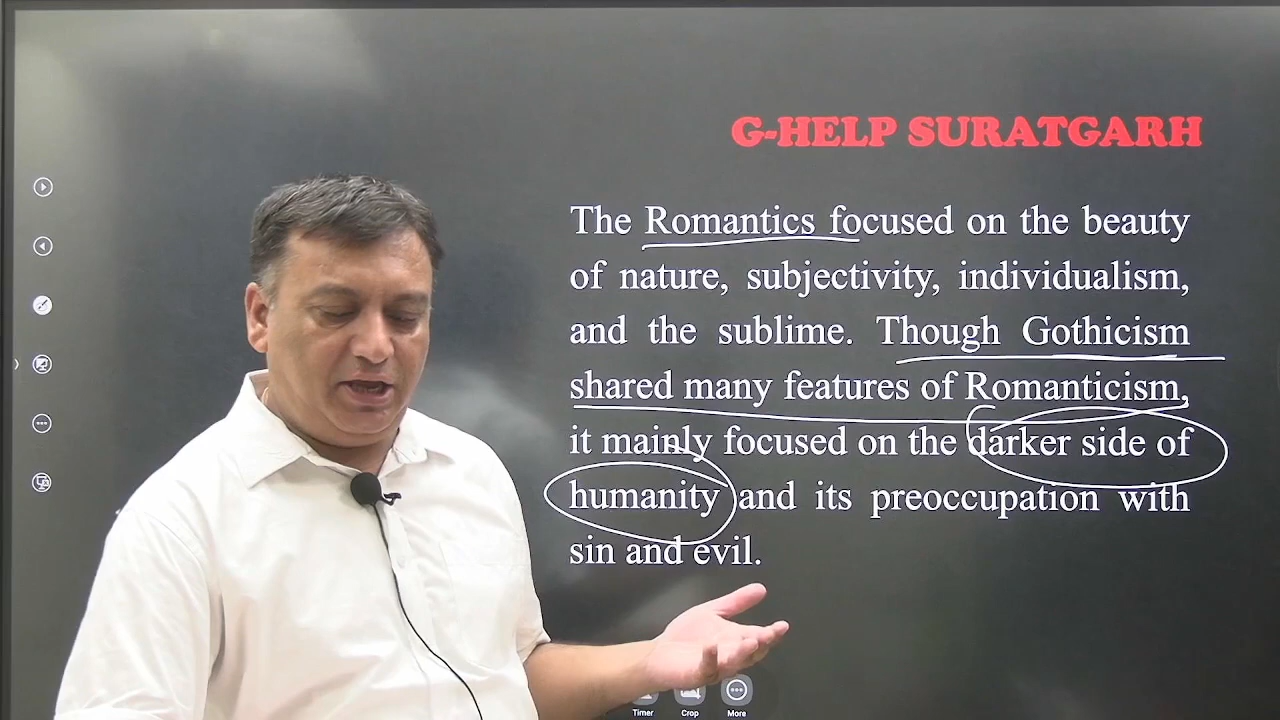 G-HELP SURATGARH
The Romantics focused on the beauty
of nature, subjectivity, individualism,
and the sublime. Though Gothicism
shared many features of Romanticism,
it mainly focused on the darker side of
humanity and its preoccupation with
sin and evil.
Timer Crop More